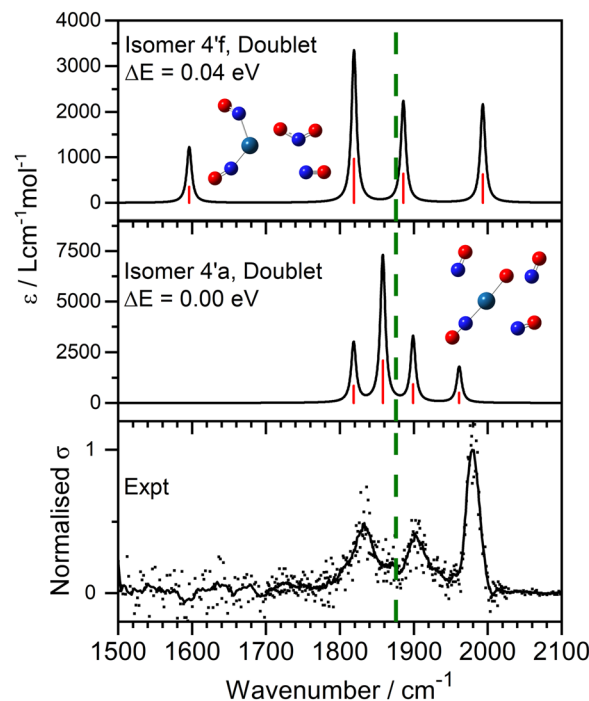 Isomer 4'f, Doublet
ΔE = 0.04 eV
4000
3000
2000
1000
0
Isomer 4'a, Doublet
ΔE = 0.00 eV
7500
5000
2500
0
ε / Lcm⁻¹mol⁻¹
Expt
1
0
Normalised σ
1500 1600 1700 1800 1900 2000 2100
Wavenumber / cm⁻¹